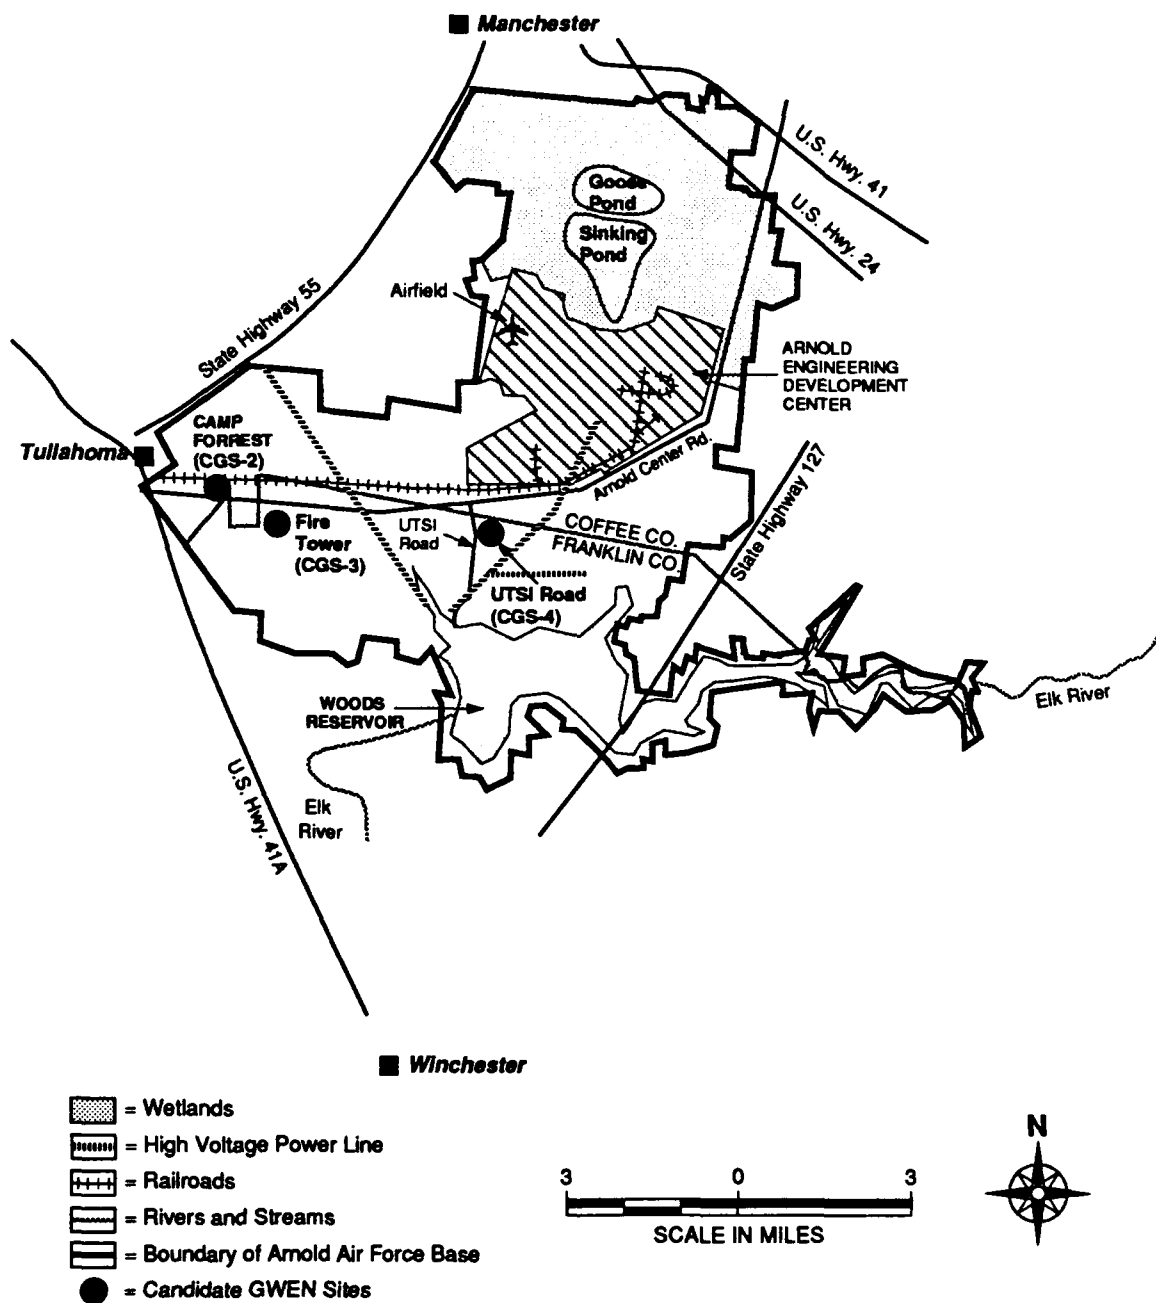 Manchester
U.S. Hwy. 41
U.S. Hwy. 24
Goose
Pond
Sinking
Pond
Airfield
State Highway 55
ARNOLD
ENGINEERING
DEVELOPMENT
CENTER
CAMP
FORREST
(CGS-2)
Tullahoma
Arnold Center Rd.
State Highway 127
Fire
Tower
(CGS-3)
UTSI
Road
COFFEE CO.
FRANKLIN CO.
UTSI Road
(CGS-4)
WOODS
RESERVOIR
Elk River
U.S. Hwy. 41A
Elk
River
Winchester
= Wetlands
= High Voltage Power Line
= Railroads
= Rivers and Streams
= Boundary of Arnold Air Force Base
= Candidate GWEN Sites
3 0 3
SCALE IN MILES
N